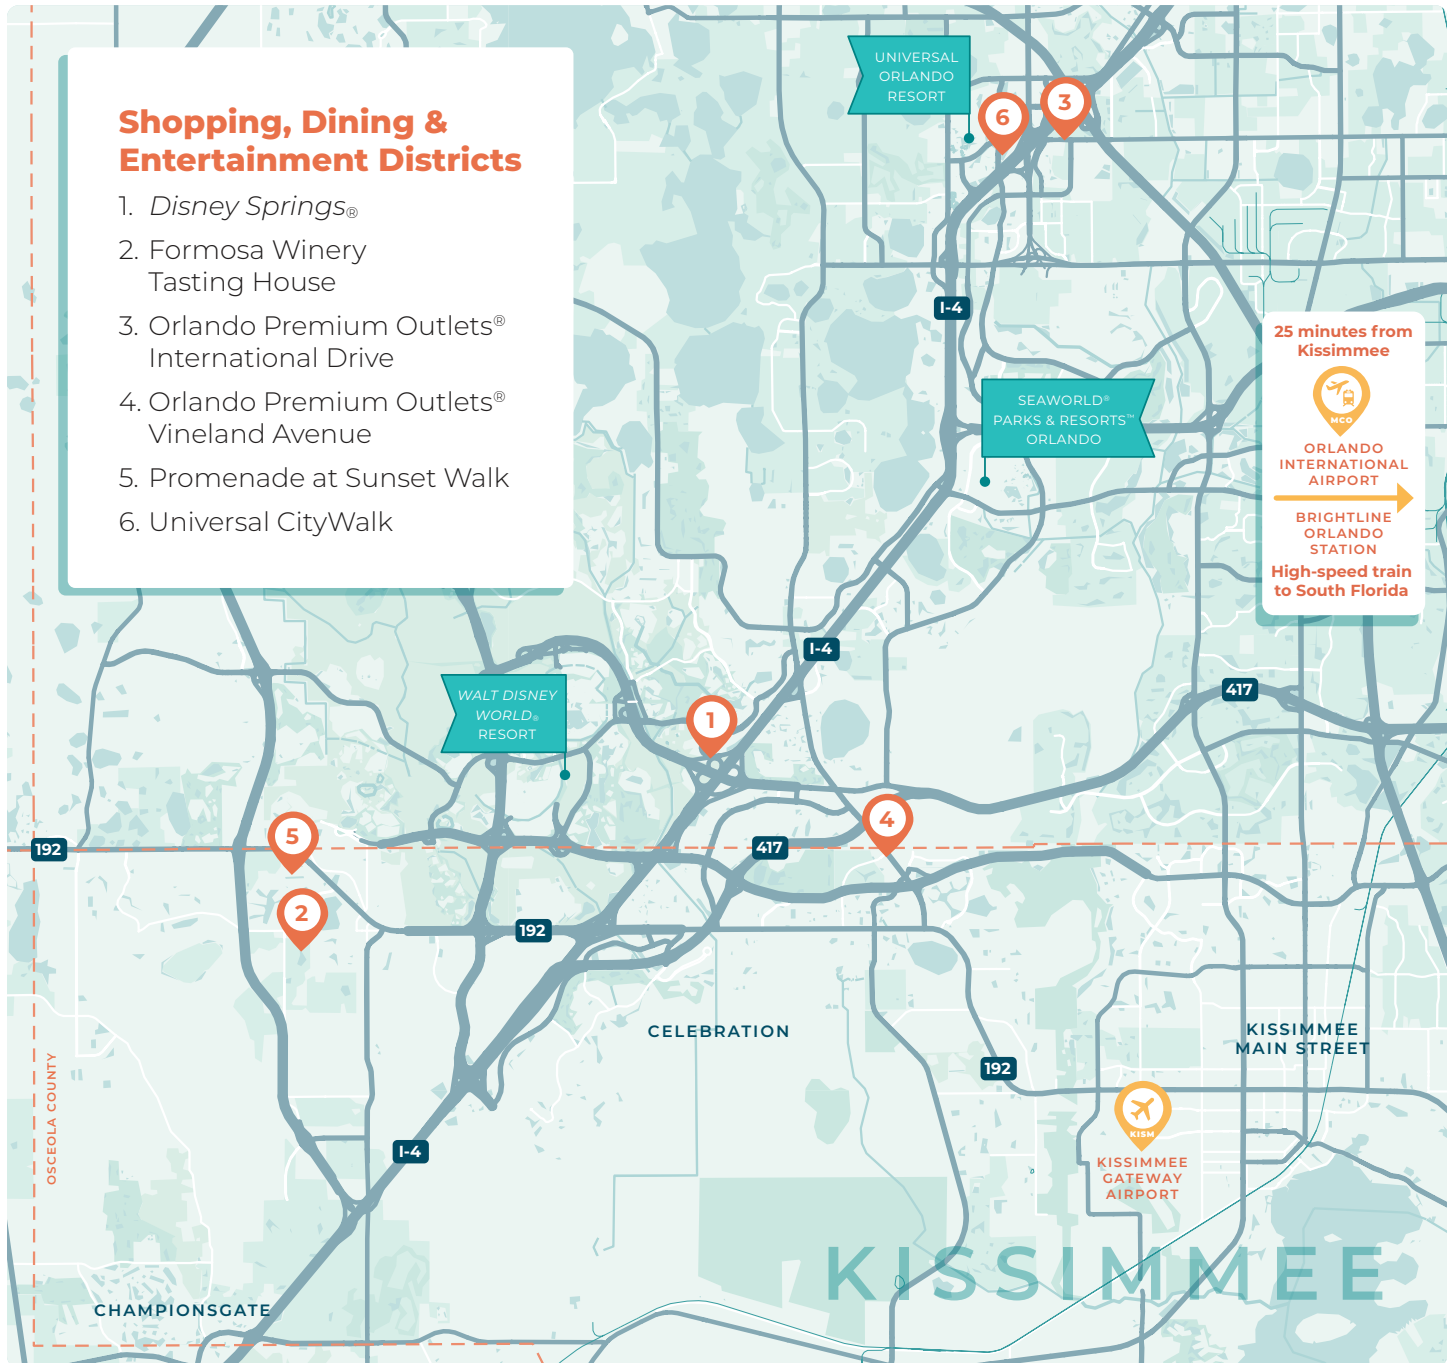 Shopping, Dining &
Entertainment Districts
1. Disney Springs®
2. Formosa Winery
Tasting House
3. Orlando Premium Outlets®
International Drive
4. Orlando Premium Outlets®
Vineland Avenue
5. Promenade at Sunset Walk
6. Universal CityWalk
UNIVERSAL
ORLANDO
RESORT
6
3
I-4
SEAWORLD®
PARKS & RESORTS™
ORLANDO
25 minutes from
Kissimmee
MCO
ORLANDO
INTERNATIONAL
AIRPORT
BRIGHTLINE
ORLANDO
STATION
High-speed train
to South Florida
I-4
417
WALT DISNEY
WORLD®
RESORT
1
4
5
192
417
2
192
CELEBRATION
KISSIMMEE
MAIN STREET
192
OSCEOLA COUNTY
I-4
KISM
KISSIMMEE
GATEWAY
AIRPORT
KISSIMMEE
CHAMPIONSGATE